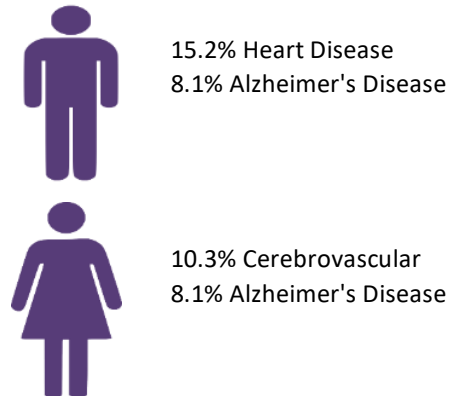 15.2% Heart Disease
8.1% Alzheimer's Disease
10.3% Cerebrovascular
8.1% Alzheimer's Disease